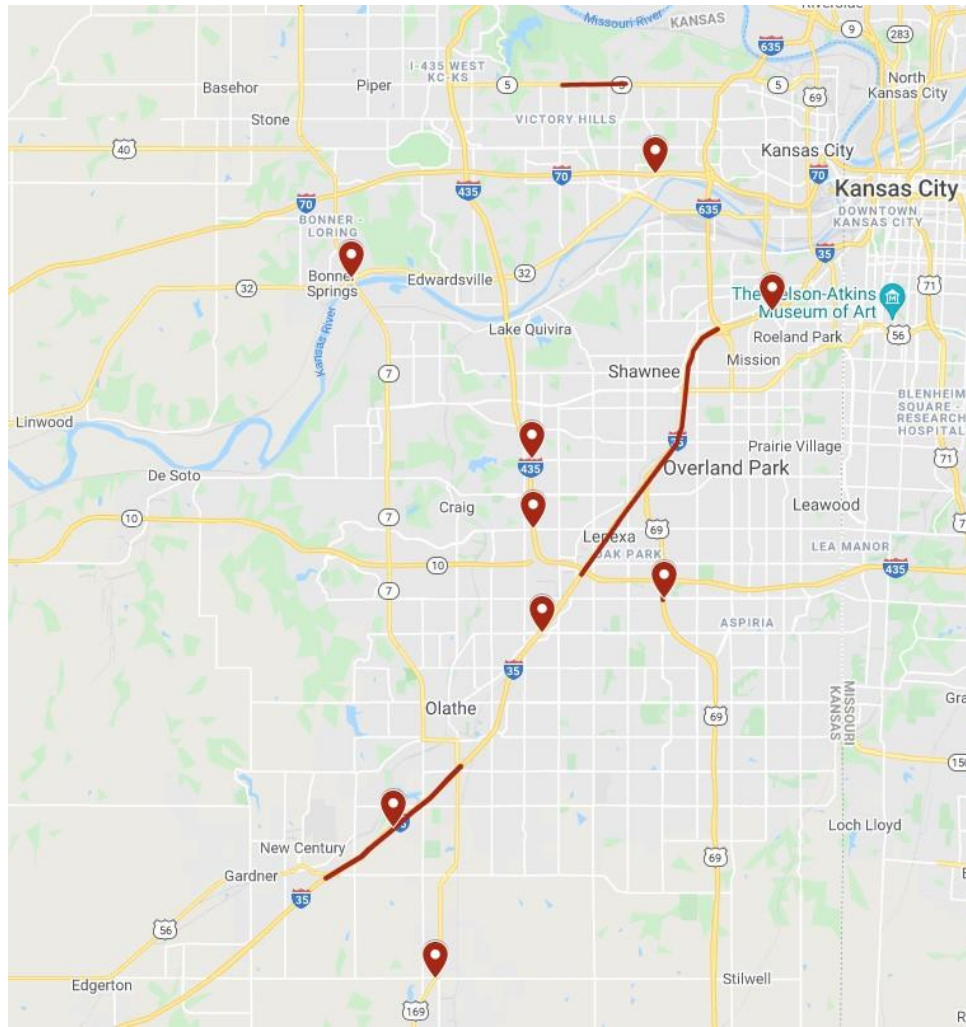 Riverside
Missouri River
KANSAS
9
283
635
I-435 WEST
KC-KS
Piper
Basehor
5
5
5
69
North
Kansas City
VICTORY HILLS
Stone
40
Kansas City
435
70
70
Kansas City
70
635
DOWNTOWN
KANSAS CITY
BONNER -
LORING
35
Edwardsville
32
Bonner
Springs
32
71
The Nelson-Atkins
Museum of Art
Kansas River
Lake Quivira
Roeland Park
56
Mission
Shawnee
7
BLENHEIM
SQUARE -
RESEARCH
HOSPITAL
Linwood
35
Prairie Village
71
435
Overland Park
De Soto
Craig
Leawood
7
10
69
Lenexa
OAK PARK
LEA MANOR
10
435
7
ASPIRIA
35
MISSOURI
KANSAS
Olathe
69
150
35
Loch Lloyd
New Century
69
Gardner
35
56
Stilwell
Edgerton
169